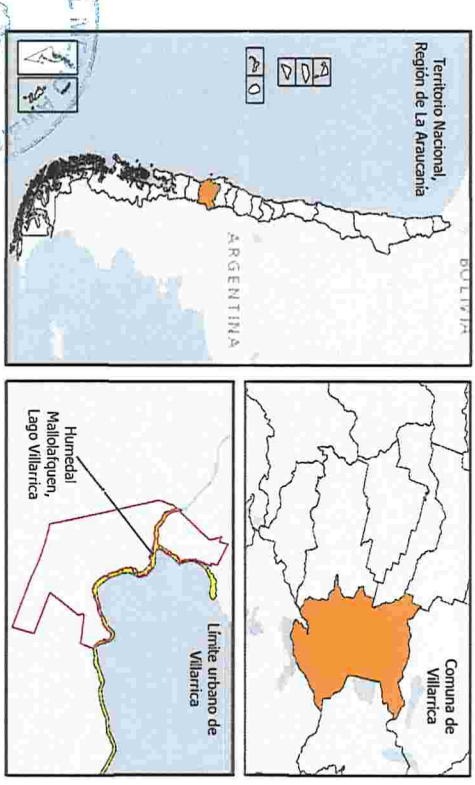 Territorio Nacional,
Región de La Araucanía
BOLIVIA
ARGENTINA
Comuna de
Villarrica
Humedal
Mallolafquen,
Lago Villarrica
Límite urbano de
Villarrica